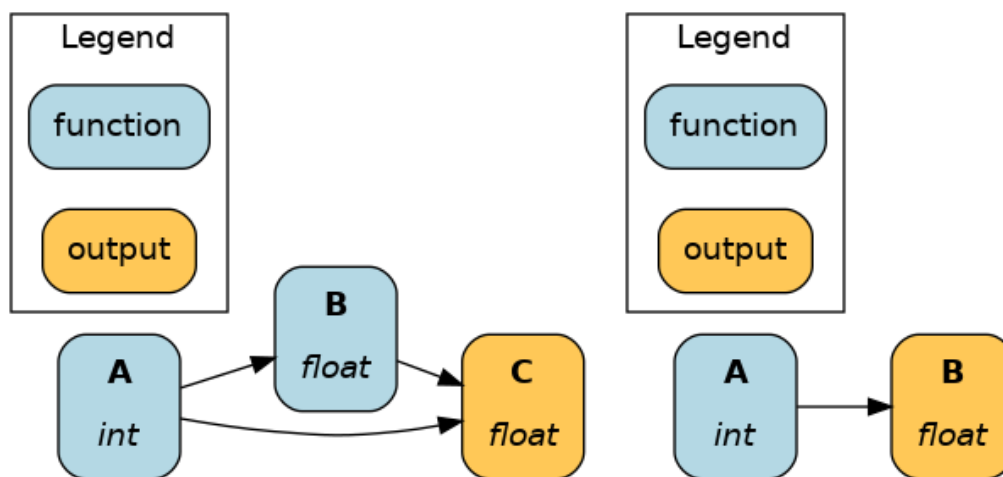 Legend
function
output
A
int
B
float
C
float
Legend
function
output
A
int
B
float